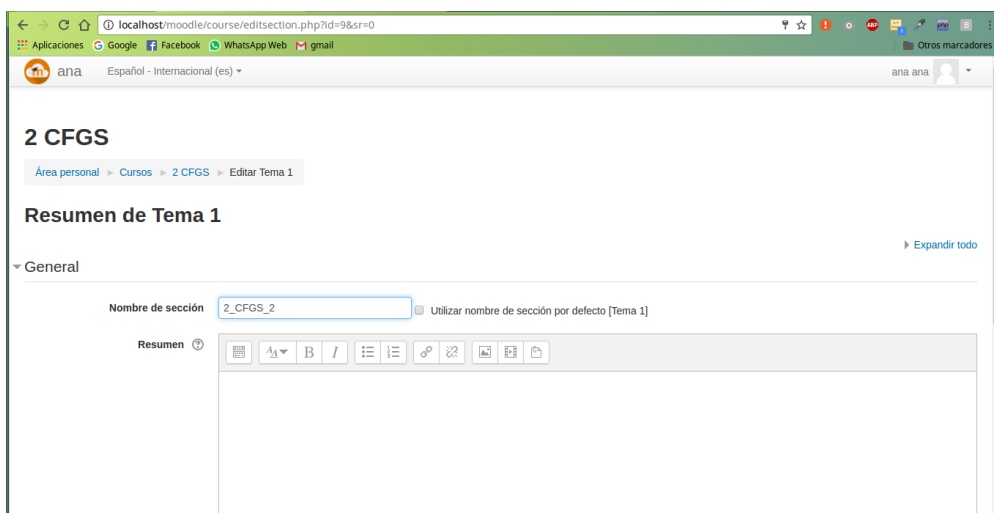 localhost/moodle/course/editsection.php?id=9&sr=0
Aplicaciones Google Facebook WhatsApp Web gmail Otros marcadores
ana Español - Internacional (es) ana ana
2 CFGS
Área personal Cursos 2 CFGS Editar Tema 1
Resumen de Tema 1
Expandir todo
General
Nombre de sección 2_CFGS_2 Utilizar nombre de sección por defecto [Tema 1]
Resumen